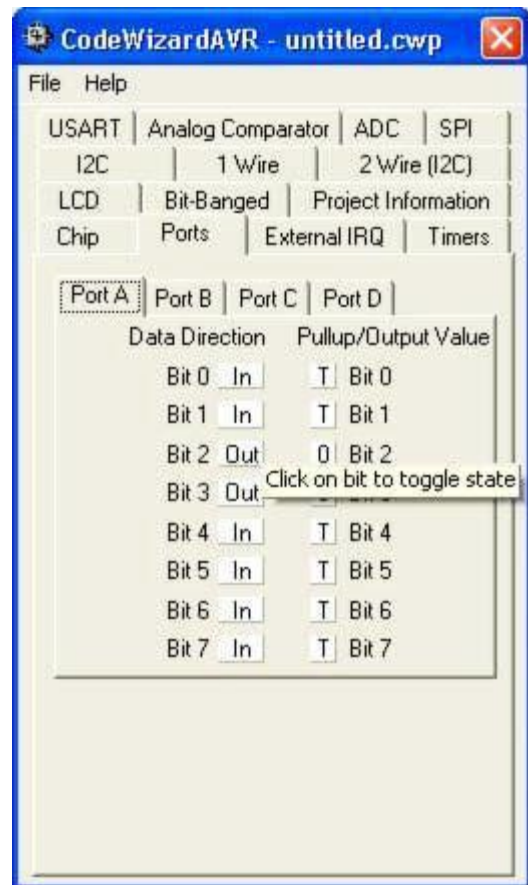 CodeWizardAVR - untitled.cwp
File Help
USART Analog Comparator ADC SPI
I2C 1 Wire 2 Wire (I2C)
LCD Bit-Banged Project Information
Chip Ports External IRQ Timers
Port A Port B Port C Port D
Data Direction Pullup/Output Value
Bit 0 In T Bit 0
Bit 1 In T Bit 1
Bit 2 Out 0 Bit 2
Click on bit to toggle state
Bit 3 Out
Bit 4 In T Bit 4
Bit 5 In T Bit 5
Bit 6 In T Bit 6
Bit 7 In T Bit 7